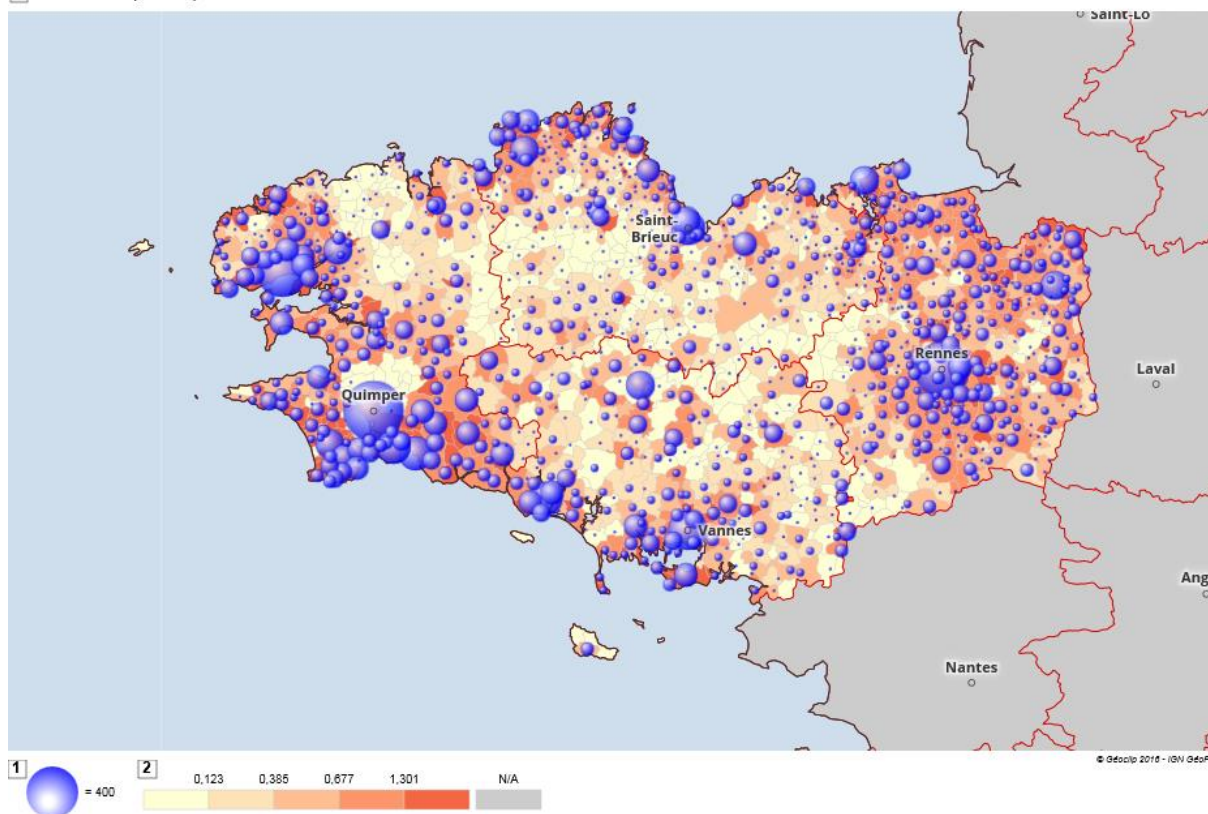 Saint-Lô
Saint-
Brieuc
Rennes
Laval
Quimper
Vannes
Ang
Nantes
© Géoclip 2016 - IGN GéoF
1
= 400
2
0,123
0,385
0,677
1,301
N/A